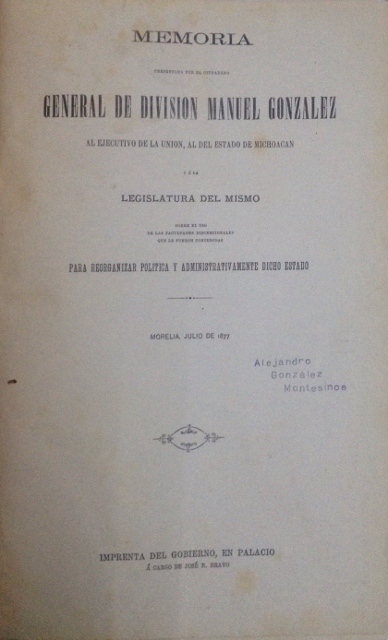 MEMORIA
PRESENTADA POR EL CIUDADANO
GENERAL DE DIVISION MANUEL GONZALEZ
AL EJECUTIVO DE LA UNION, AL DEL ESTADO DE MICHOACAN
Y Á LA
LEGISLATURA DEL MISMO
SOBRE EL USO
DE LAS FACULTADES DISCRECIONALES
QUE LE FUERON CONFERIDAS
PARA REORGANIZAR POLITICA Y ADMINISTRATIVAMENTE DICHO ESTADO
MORELIA, JULIO DE 1877
Alejandro
González
Montesinos
IMPRENTA DEL GOBIERNO, EN PALACIO
Á CARGO DE JOSÉ R. BRAVO